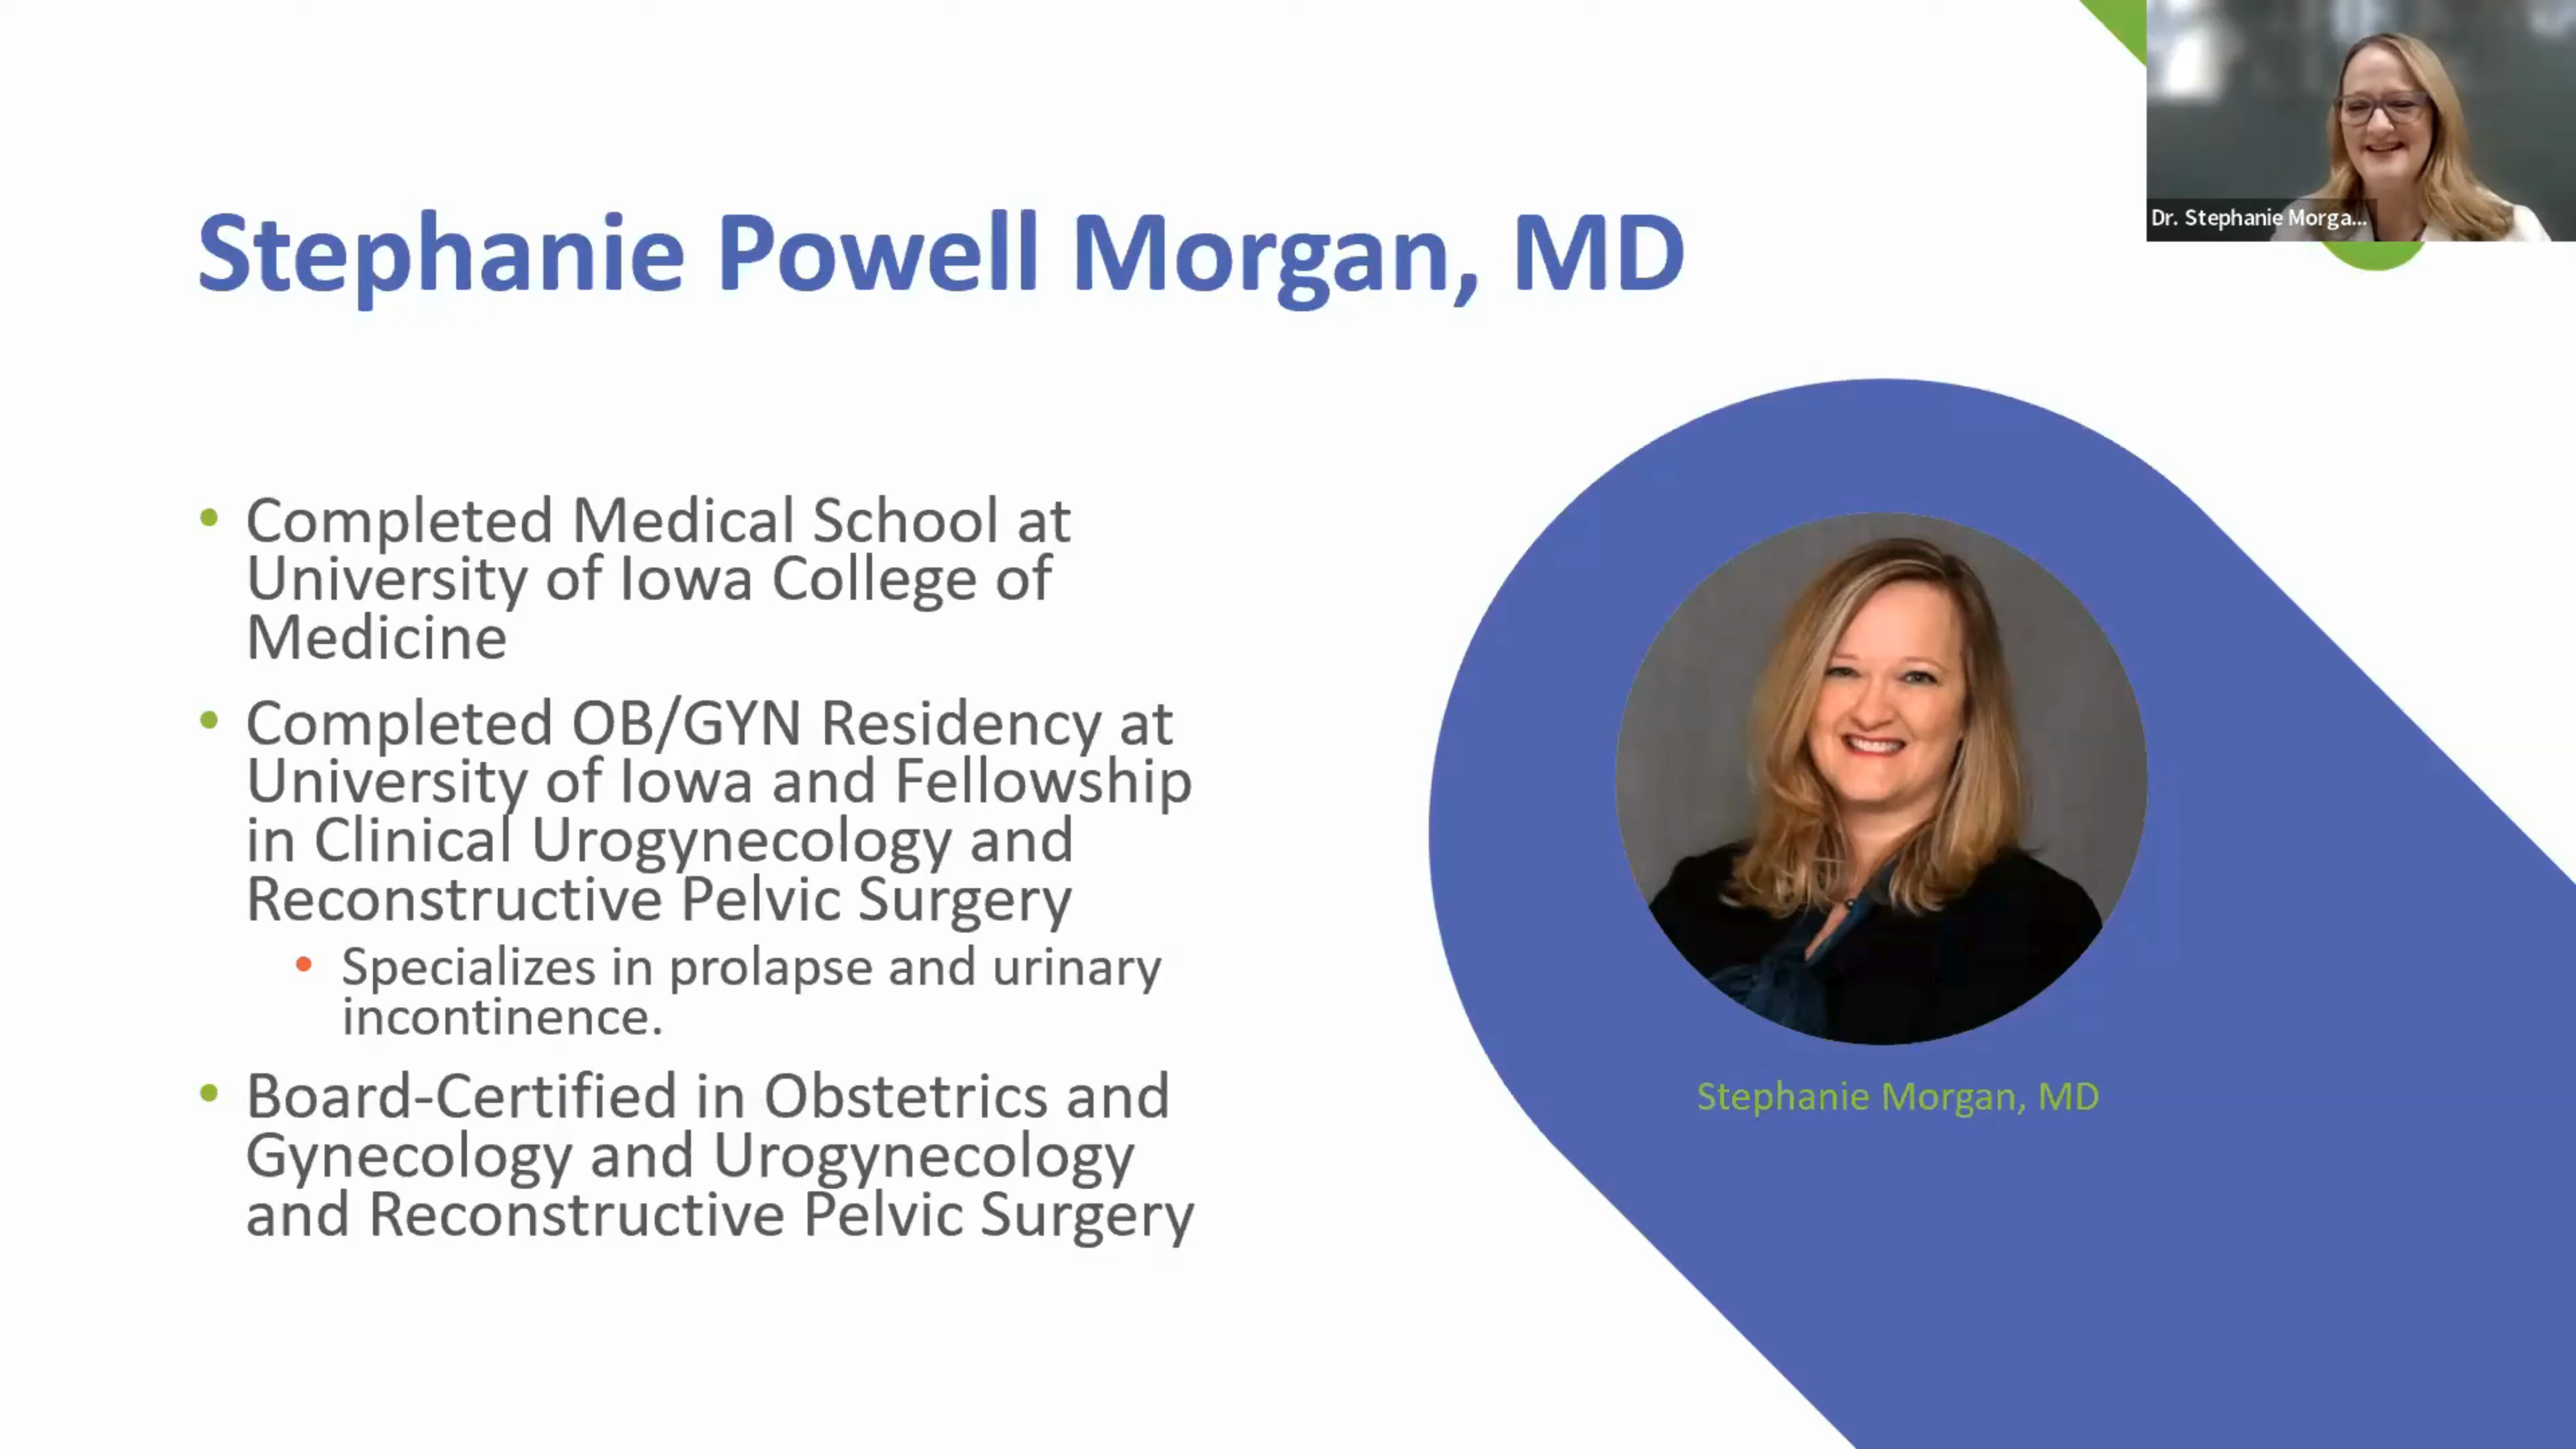 Dr. Stephanie Morga...
Stephanie Powell Morgan, MD
• Completed Medical School at
University of Iowa College of
Medicine
• Completed OB/GYN Residency at
University of Iowa and Fellowship
in Clinical Urogynecology and
Reconstructive Pelvic Surgery
• Specializes in prolapse and urinary
incontinence.
• Board-Certified in Obstetrics and
Gynecology and Urogynecology
and Reconstructive Pelvic Surgery
Stephanie Morgan, MD